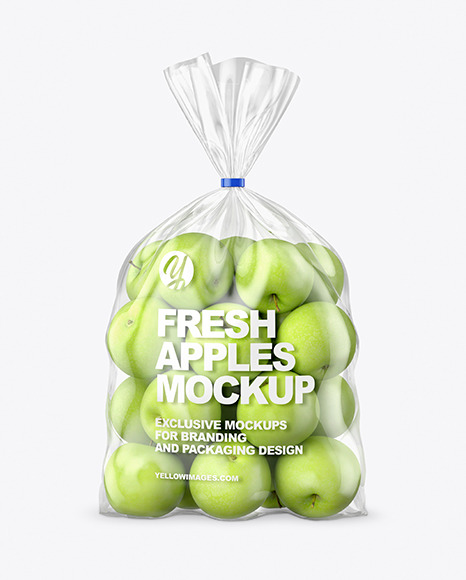 Y
FRESH
APPLES
MOCKUP
EXCLUSIVE MOCKUPS
FOR BRANDING
AND PACKAGING DESIGN
YELLOWIMAGES.COM